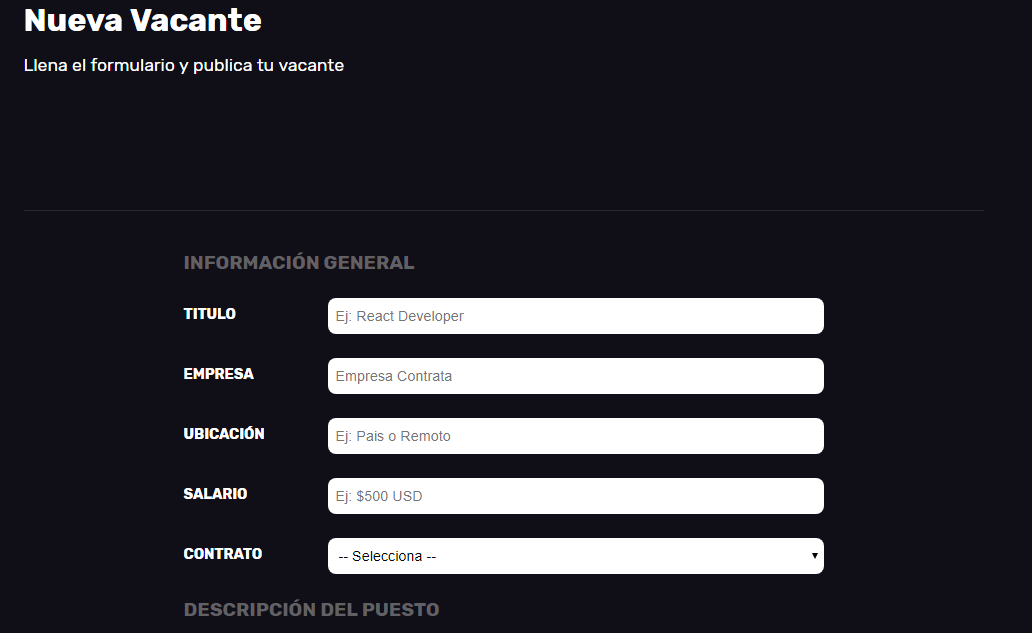 Nueva Vacante
Llena el formulario y publica tu vacante
INFORMACIÓN GENERAL
TITULO
Ej: React Developer
EMPRESA
Empresa Contrata
UBICACIÓN
Ej: Pais o Remoto
SALARIO
Ej: $500 USD
CONTRATO
-- Selecciona --
DESCRIPCIÓN DEL PUESTO